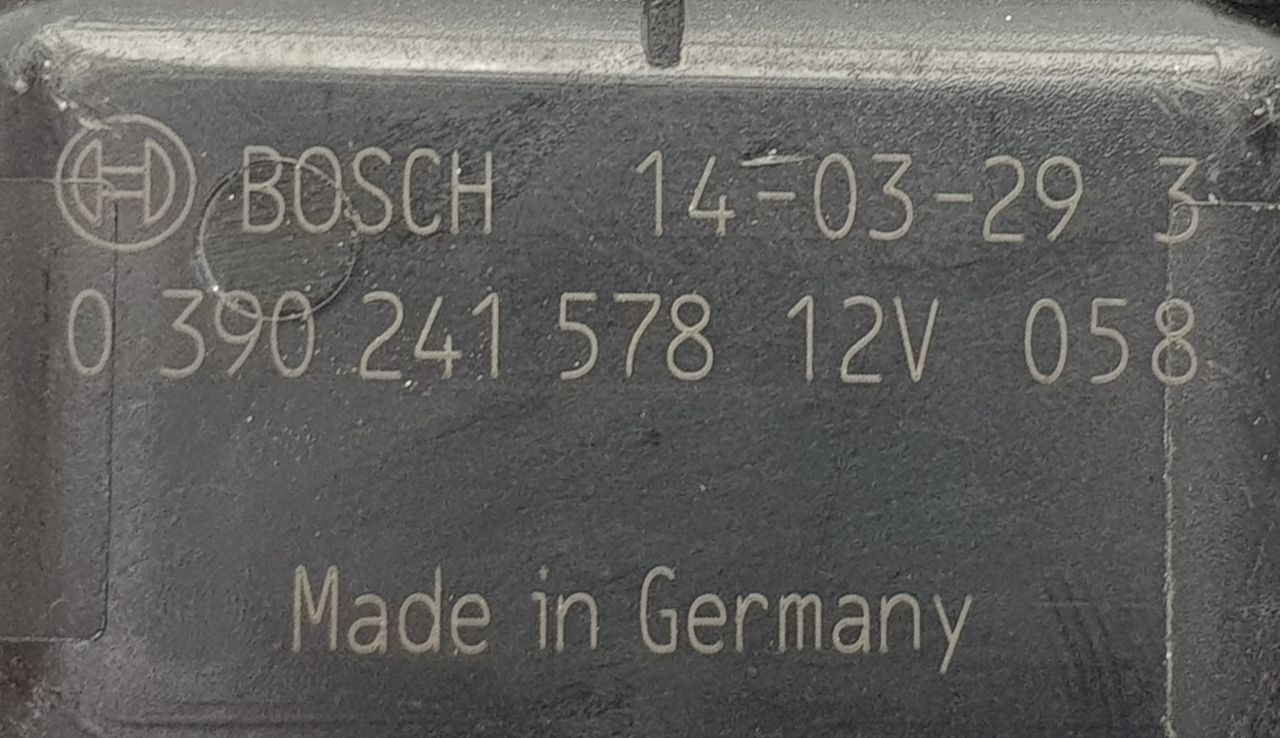 BOSCH 14-03-29 3
0 390 241 578 12V 058
Made in Germany